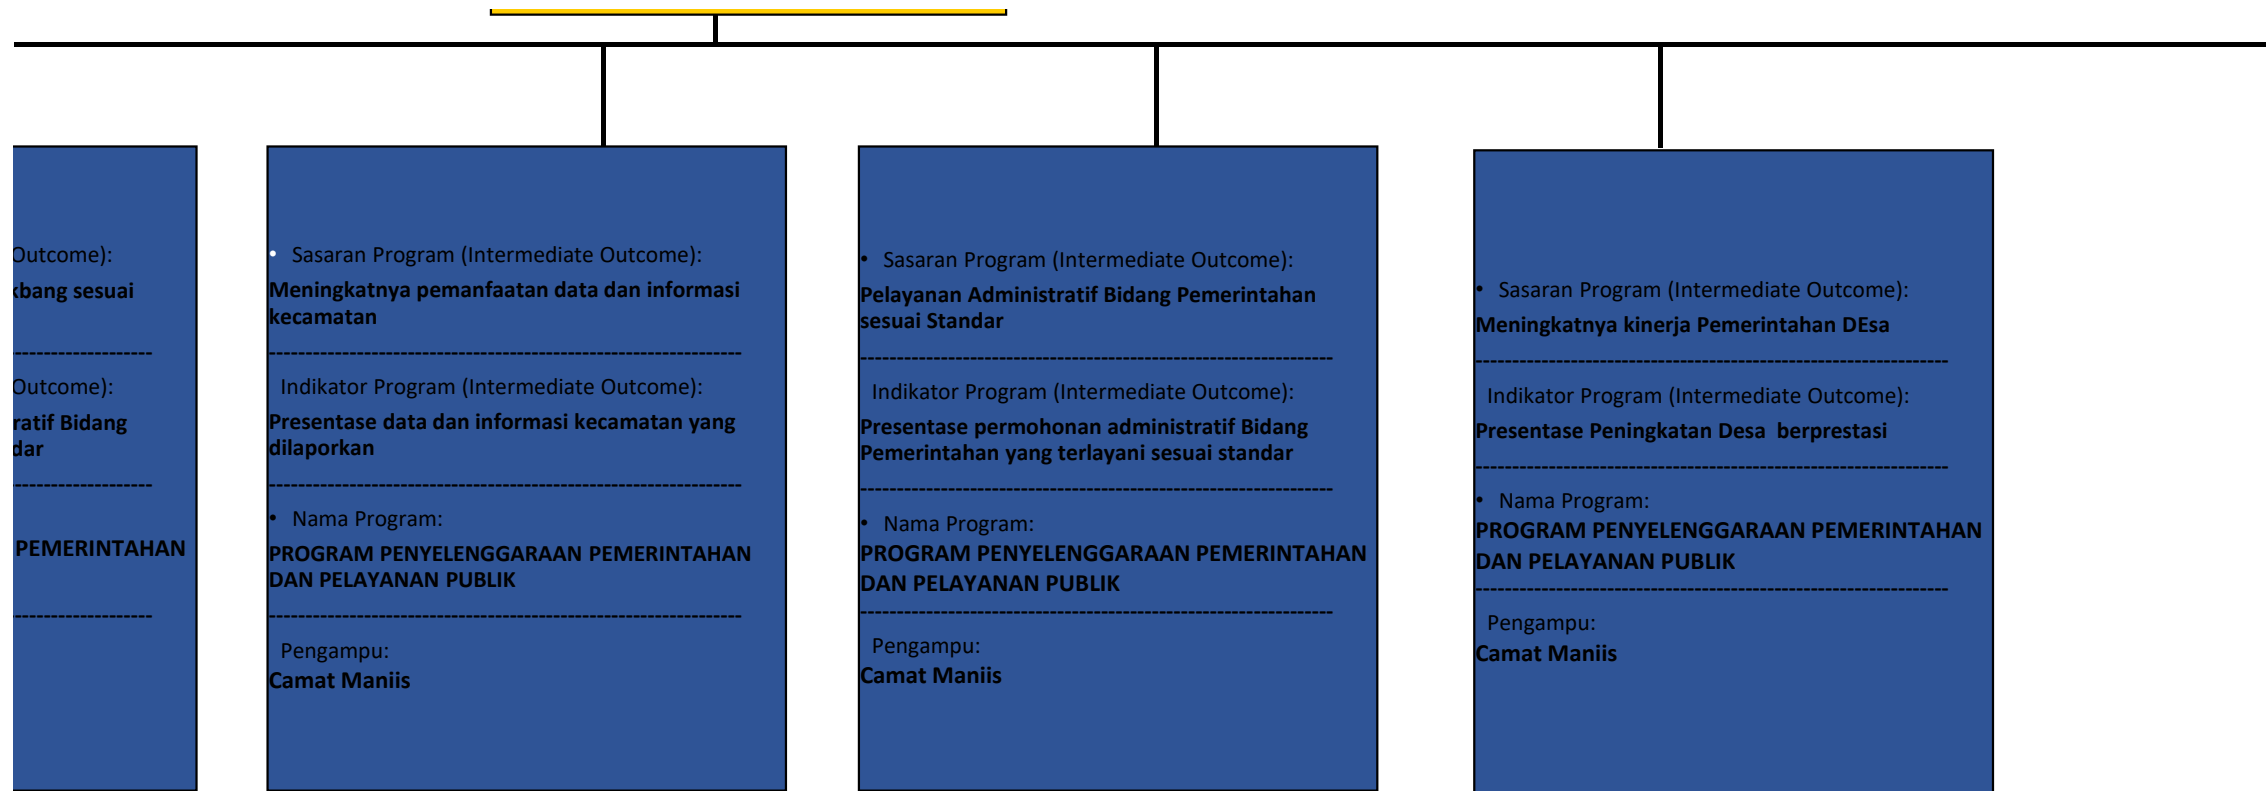 Outcome):
kbang sesuai
--------------------
Outcome):
ratif Bidang
dar
--------------------
PEMERINTAHAN
--------------------
• Sasaran Program (Intermediate Outcome):
Meningkatnya pemanfaatan data dan informasi
kecamatan
-----------------------------------------------------------------
Indikator Program (Intermediate Outcome):
Presentase data dan informasi kecamatan yang
dilaporkan
-----------------------------------------------------------------
• Nama Program:
PROGRAM PENYELENGGARAAN PEMERINTAHAN
DAN PELAYANAN PUBLIK
-----------------------------------------------------------------
Pengampu:
Camat Maniis
• Sasaran Program (Intermediate Outcome):
Pelayanan Administratif Bidang Pemerintahan
sesuai Standar
-----------------------------------------------------------------
Indikator Program (Intermediate Outcome):
Presentase permohonan administratif Bidang
Pemerintahan yang terlayani sesuai standar
-----------------------------------------------------------------
• Nama Program:
PROGRAM PENYELENGGARAAN PEMERINTAHAN
DAN PELAYANAN PUBLIK
-----------------------------------------------------------------
Pengampu:
Camat Maniis
• Sasaran Program (Intermediate Outcome):
Meningkatnya kinerja Pemerintahan DEsa
-----------------------------------------------------------------
Indikator Program (Intermediate Outcome):
Presentase Peningkatan Desa  berprestasi
-----------------------------------------------------------------
• Nama Program:
PROGRAM PENYELENGGARAAN PEMERINTAHAN
DAN PELAYANAN PUBLIK
-----------------------------------------------------------------
Pengampu:
Camat Maniis